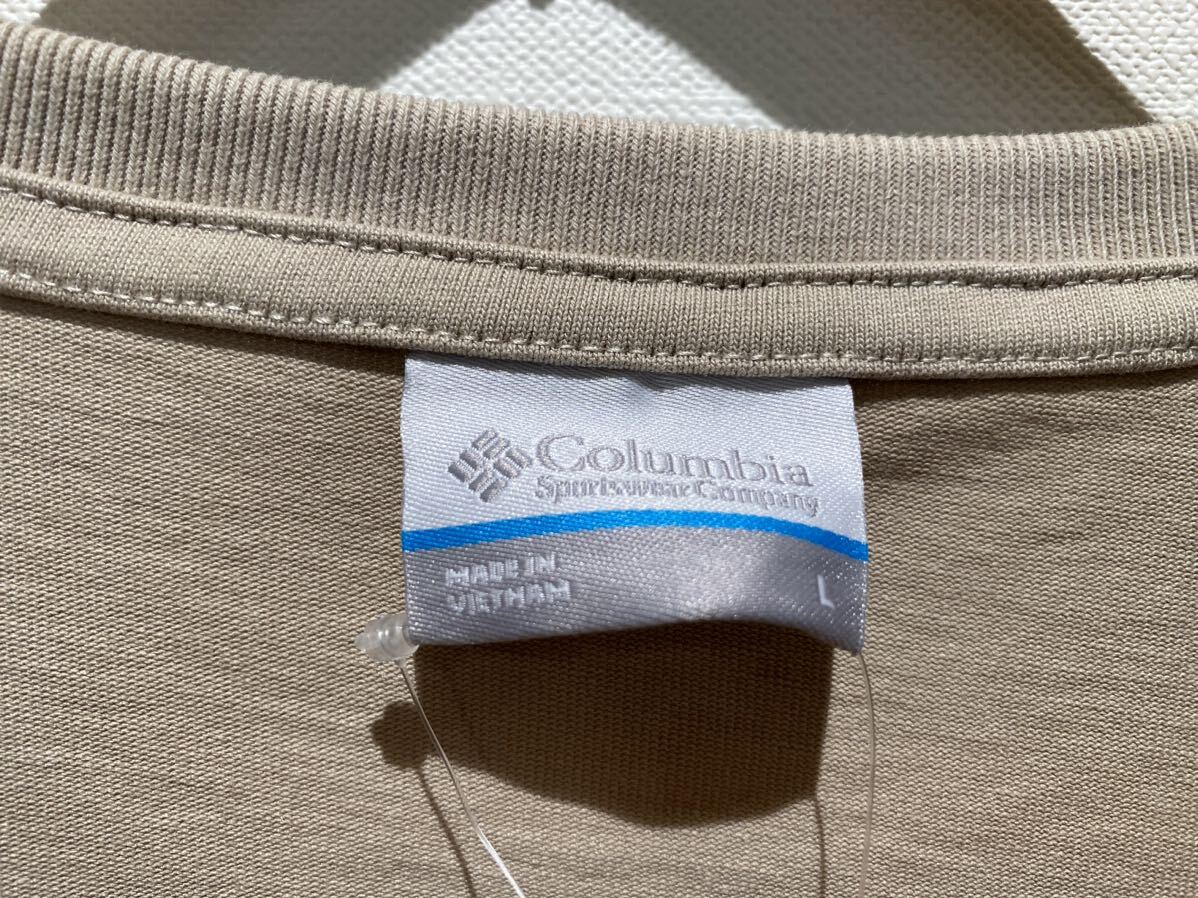 Columbia
Sportswear Company
MADE IN
VIETNAM
L